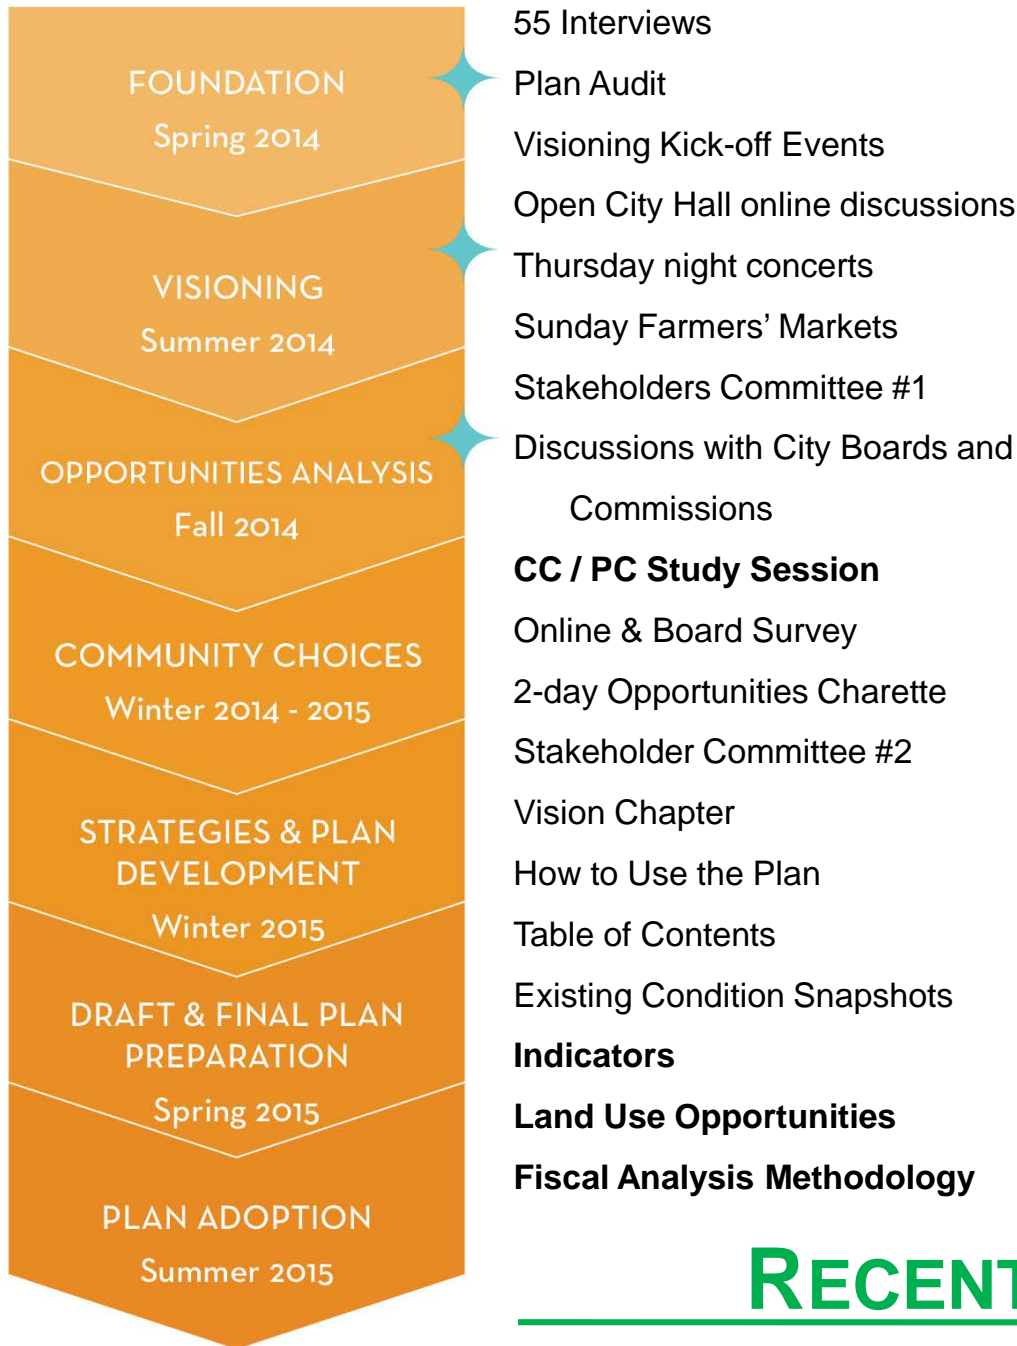 FOUNDATION
Spring 2014
VISIONING
Summer 2014
OPPORTUNITIES ANALYSIS
Fall 2014
COMMUNITY CHOICES
Winter 2014 - 2015
STRATEGIES & PLAN
DEVELOPMENT
Winter 2015
DRAFT & FINAL PLAN
PREPARATION
Spring 2015
PLAN ADOPTION
Summer 2015
55 Interviews
Plan Audit
Visioning Kick-off Events
Open City Hall online discussions
Thursday night concerts
Sunday Farmers’ Markets
Stakeholders Committee #1
Discussions with City Boards and
Commissions
CC / PC Study Session
Online & Board Survey
2-day Opportunities Charette
Stakeholder Committee #2
Vision Chapter
How to Use the Plan
Table of Contents
Existing Condition Snapshots
Indicators
Land Use Opportunities
Fiscal Analysis Methodology
RECENT